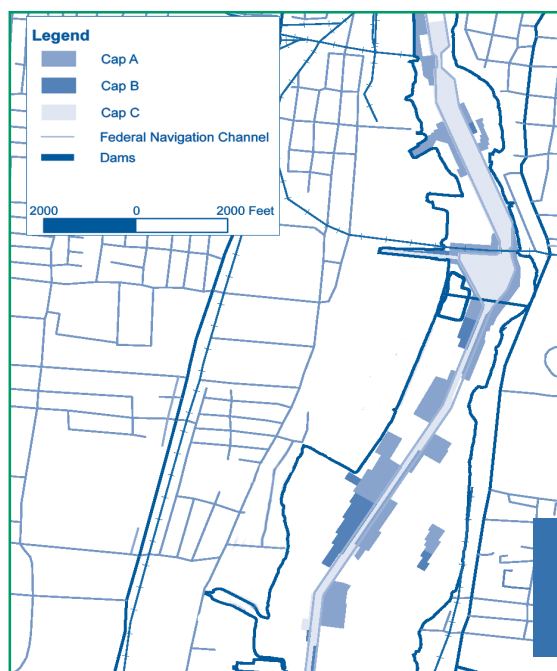 Legend
Cap A
Cap B
Cap C
Federal Navigation Channel
Dams
2000 0 2000 Feet